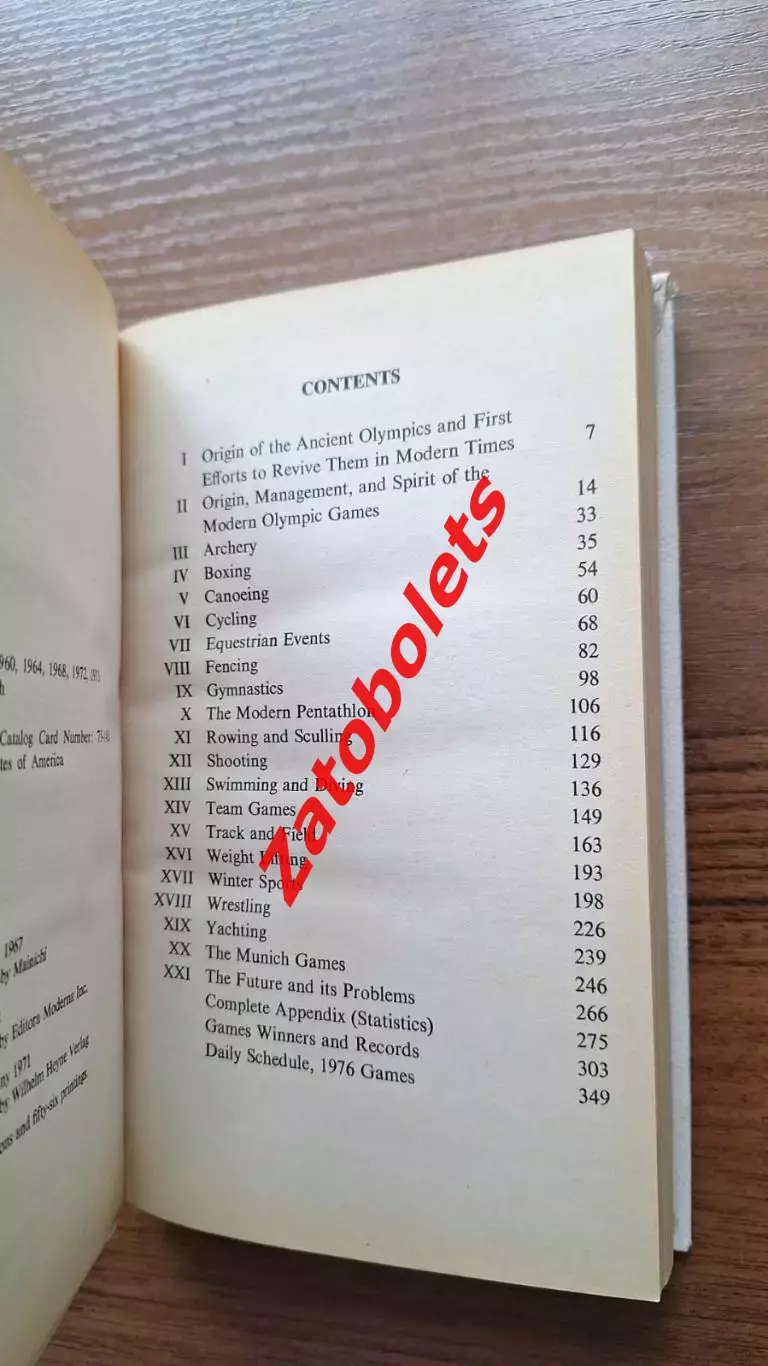 960, 1964, 1968, 1972, 1975
h
Catalog Card Number:
tes of America
1967
by Mainichi
by Editora Moderna Inc.
ny 1971
by Wilhelm Heyne Verlag
ons and fifty-six printings.
CONTENTS
I Origin of the Ancient Olympics and First
Efforts to Revive Them in Modern Times 7
II Origin, Management, and Spirit of the
Modern Olympic Games 14
III Archery 33
IV Boxing 35
V Canoeing 54
VI Cycling 60
VII Equestrian Events 68
VIII Fencing 82
IX Gymnastics 98
X The Modern Pentathlon 106
XI Rowing and Sculling 116
XII Shooting 129
XIII Swimming and Diving 136
XIV Team Games 149
XV Track and Field 163
XVI Weight Lifting 193
XVII Winter Sports 198
XVIII Wrestling 226
XIX Yachting 239
XX The Munich Games 246
XXI The Future and its Problems 266
Complete Appendix (Statistics) 275
Games Winners and Records 303
Daily Schedule, 1976 Games 349
Zatobolets